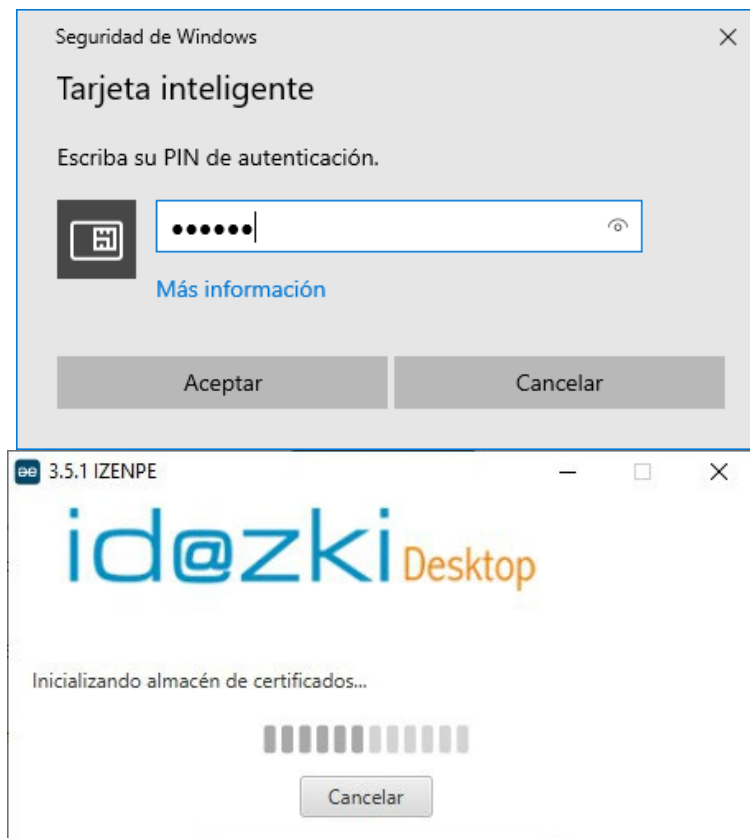 Seguridad de Windows
Tarjeta inteligente
Escriba su PIN de autenticación.
Más información
Aceptar Cancelar
3.5.1 IZENPE
id@zki Desktop
Inicializando almacén de certificados...
Cancelar